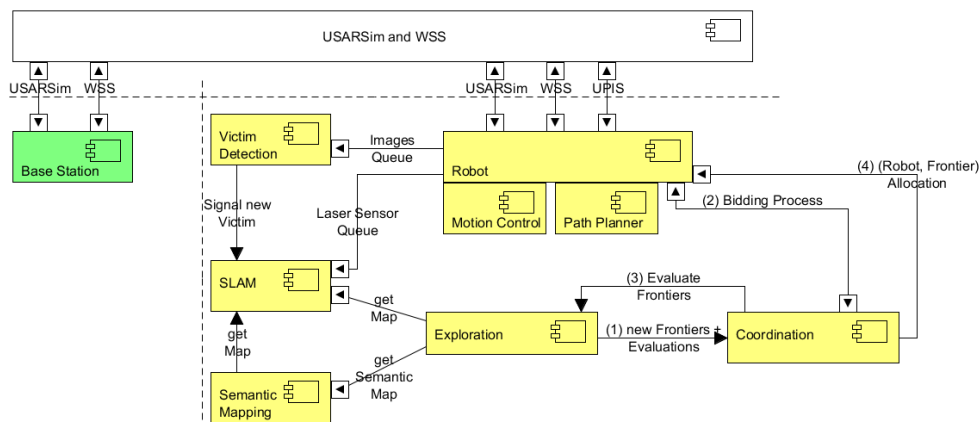 USARSim and WSS
USARSim
WSS
USARSim
WSS
UPIS
Base Station
Victim
Detection
Images
Queue
Robot
(4) (Robot, Frontier)
Allocation
Signal new
Victim
Laser Sensor
Queue
Motion Control
Path Planner
(2) Bidding Process
SLAM
get
Map
(3) Evaluate
Frontiers
get
Map
Exploration
(1) new Frontiers +
Evaluations
Coordination
get
Semantic
Map
Semantic
Mapping